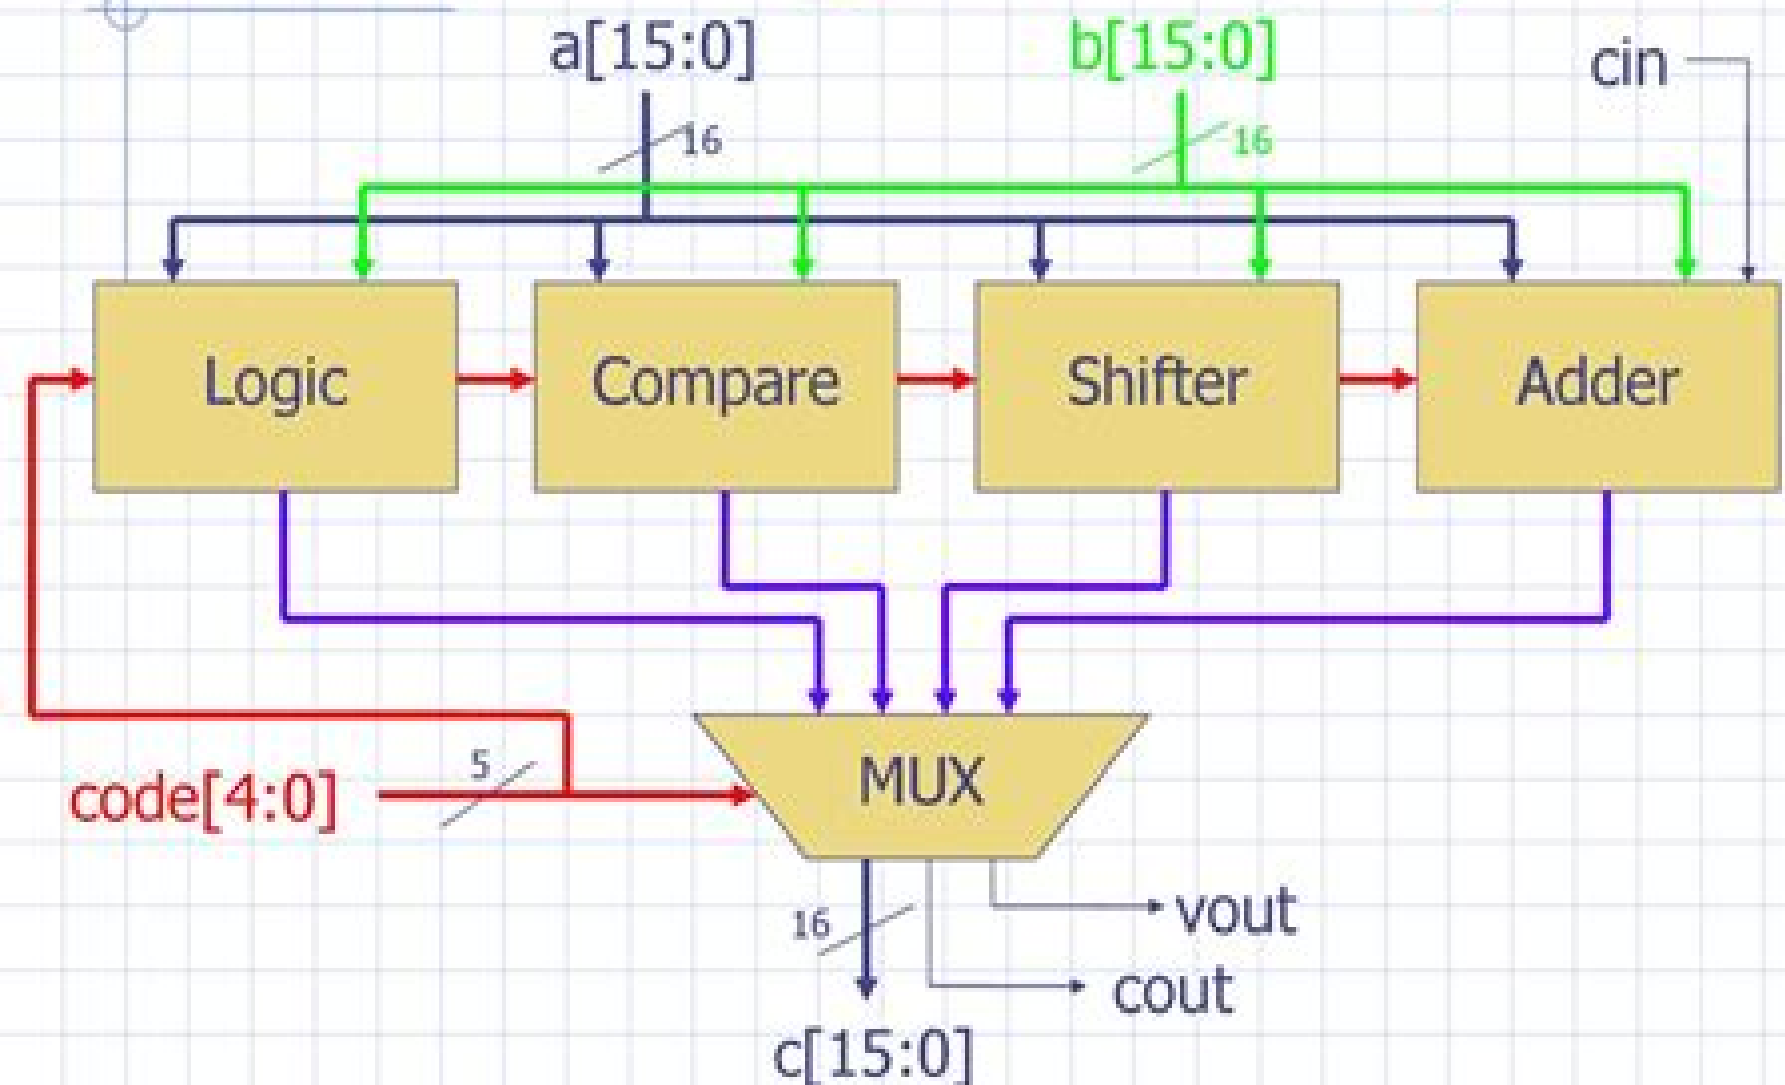 a[15:0]
b[15:0]
cin
16
16
Logic
Compare
Shifter
Adder
5
code[4:0]
MUX
16
vout
cout
c[15:0]